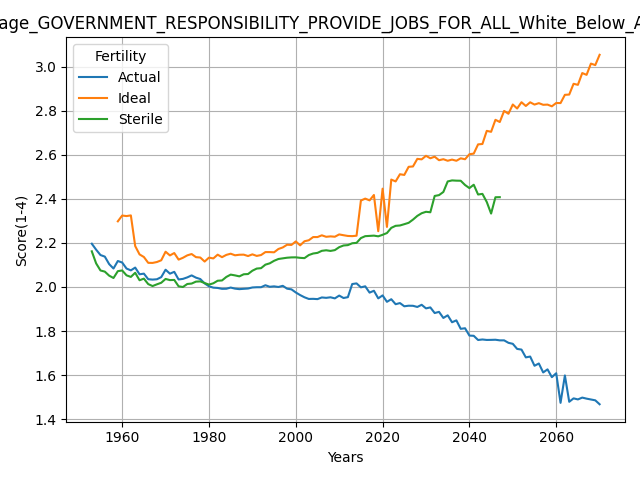 age_GOVERNMENT_RESPONSIBILITY_PROVIDE_JOBS_FOR_ALL_White_Below_A
Fertility
Actual
Ideal
Sterile
Score(1-4)
3.0
2.8
2.6
2.4
2.2
2.0
1.8
1.6
1.4
1960 1980 2000 2020 2040 2060
Years